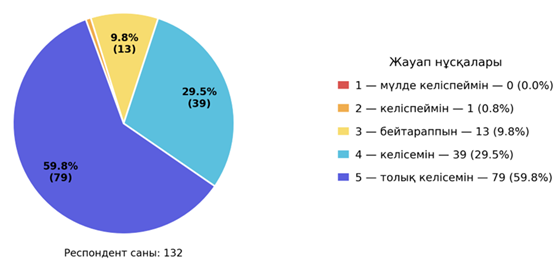 9.8%
(13)
29.5%
(39)
59.8%
(79)
Респондент саны: 132
Жауап нұсқалары
1 — мүлде келіспеймін — 0 (0.0%)
2 — келіспеймін — 1 (0.8%)
3 — бейтараппын — 13 (9.8%)
4 — келісемін — 39 (29.5%)
5 — толық келісемін — 79 (59.8%)